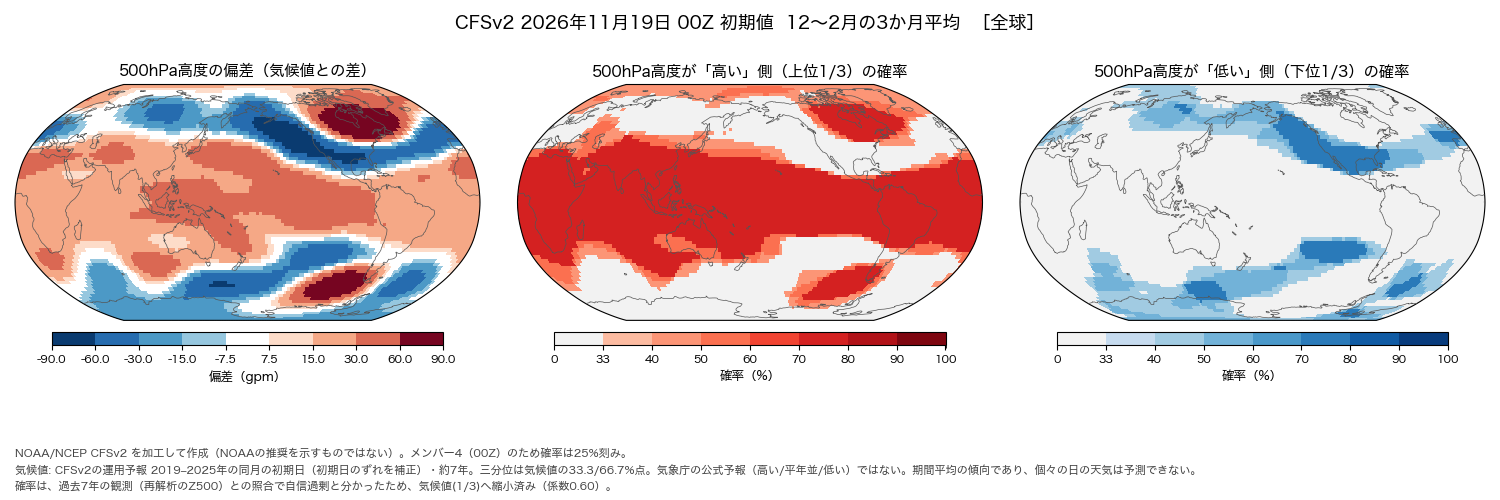 CFSv2 2026年11月19日 00Z 初期値 12～2月の3か月平均 ［全球］
500hPa高度の偏差（気候値との差）
500hPa高度が「高い」側（上位1/3）の確率
500hPa高度が「低い」側（下位1/3）の確率
-90.0 -60.0 -30.0 -15.0 -7.5 7.5 15.0 30.0 60.0 90.0
偏差（gpm）
0 33 40 50 60 70 80 90 100
確率（%）
0 33 40 50 60 70 80 90 100
確率（%）
NOAA/NCEP CFSv2 を加工して作成（NOAAの推奨を示すものではない）。メンバー4（00Z）のため確率は25%刻み。
気候値: CFSv2の運用予報 2019–2025年の同月の初期日（初期日のずれを補正）・約7年。三分位は気候値の33.3/66.7%点。気象庁の公式予報（高い/平年並/低い）ではない。期間平均の傾向であり、個々の日の天気は予測できない。
確率は、過去7年の観測（再解析のZ500）との照合で自信過剰と分かったため、気候値(1/3)へ縮小済み（係数0.60）。